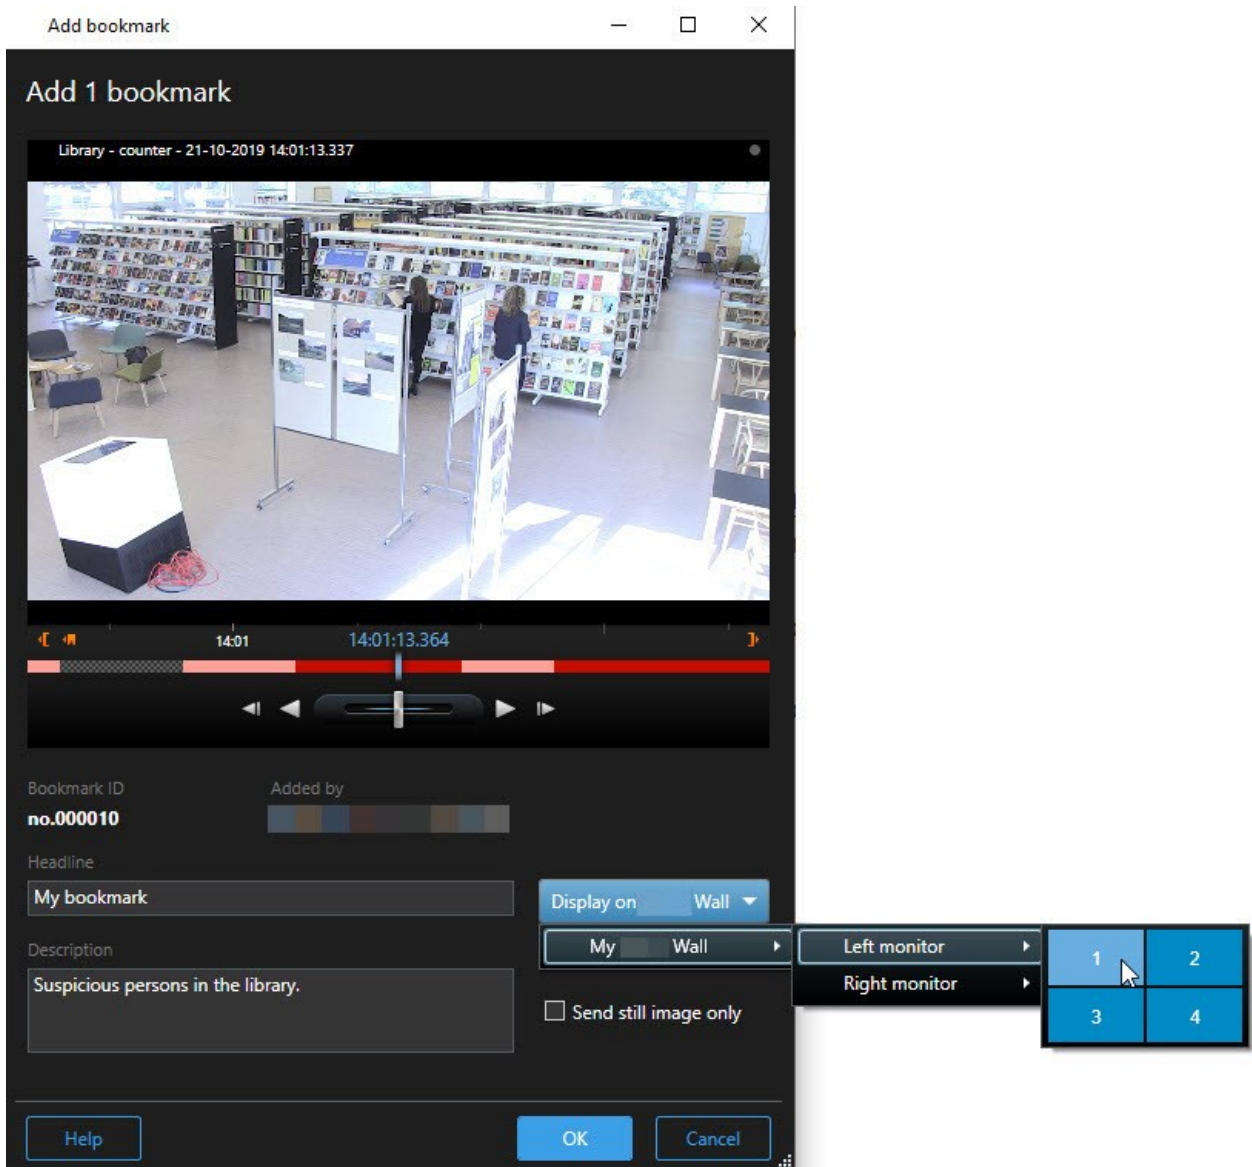 Add bookmark
Add 1 bookmark
Library - counter - 21-10-2019 14:01:13.337
14:01 14:01:13.364
Bookmark ID Added by
no.000010
Headline
My bookmark
Display on Wall
My Wall
Left monitor
1 2
Description
Right monitor
Suspicious persons in the library.
Send still image only
3 4
Help OK Cancel